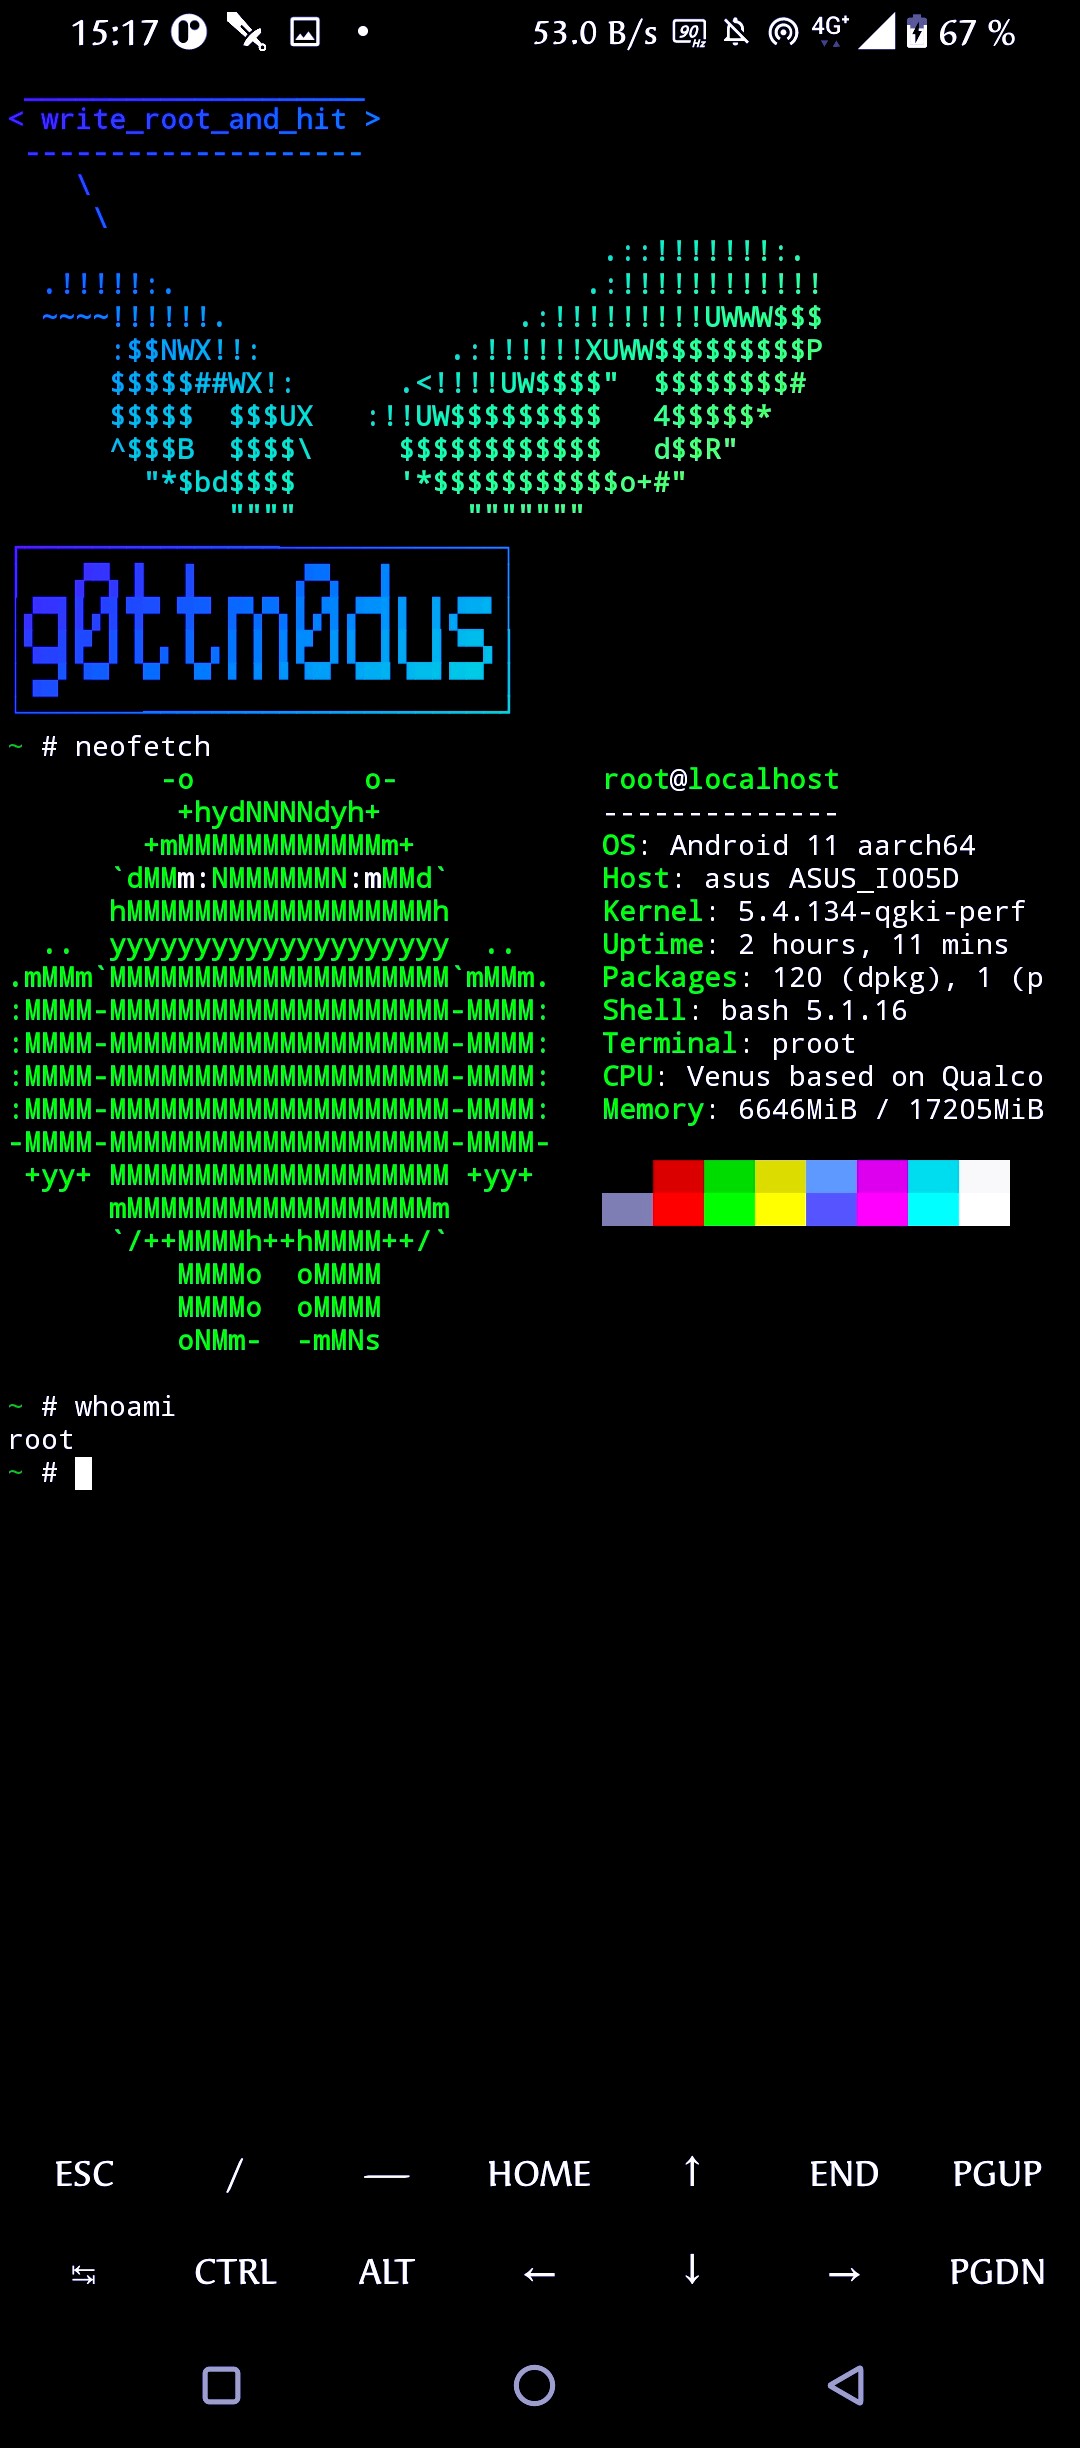 15:17 53.0 B/s 90Hz 4G+ 67 %
< write_root_and_hit >
--------------------
\
\
.::!!!!!!!:.
.!!!!!:. .:!!!!!!!!!!!!
~~~~!!!!!!. .:!!!!!!!!!UWWW$$$
:$$NWX!!: .:!!!!!!XUWW$$$$$$$$$P
$$$$$##WX!: .<!!!!UW$$$$" $$$$$$$$#
$$$$$ $$$UX :!!UW$$$$$$$$$ 4$$$$$*
^$$$B $$$$\ $$$$$$$$$$$$ d$$R"
"*$bd$$$$ '*$$$$$$$$$$$o+#"
"""" """""""
g0ttm0dus
~ # neofetch
-o o- root@localhost
+hydNNNNdyh+ --------------
+mMMMMMMMMMMMMm+ OS: Android 11 aarch64
`dMMm:NMMMMMMN:mMMd` Host: asus ASUS_I005D
hMMMMMMMMMMMMMMMMMMh Kernel: 5.4.134-qgki-perf
.. yyyyyyyyyyyyyyyyyyyy .. Uptime: 2 hours, 11 mins
.mMMm`MMMMMMMMMMMMMMMMMMMM`mMMm. Packages: 120 (dpkg), 1 (p
:MMMM-MMMMMMMMMMMMMMMMMMMM-MMMM: Shell: bash 5.1.16
:MMMM-MMMMMMMMMMMMMMMMMMMM-MMMM: Terminal: proot
:MMMM-MMMMMMMMMMMMMMMMMMMM-MMMM: CPU: Venus based on Qualco
:MMMM-MMMMMMMMMMMMMMMMMMMM-MMMM: Memory: 6646MiB / 17205MiB
-MMMM-MMMMMMMMMMMMMMMMMMMM-MMMM-
+yy+ MMMMMMMMMMMMMMMMMMMM +yy+
mMMMMMMMMMMMMMMMMMMm
`/++MMMMh++hMMMM++/`
MMMMo oMMMM
MMMMo oMMMM
oNMm- -mMNs
~ # whoami
root
~ #
ESC / — HOME ↑ END PGUP
↹ CTRL ALT ← ↓ → PGDN